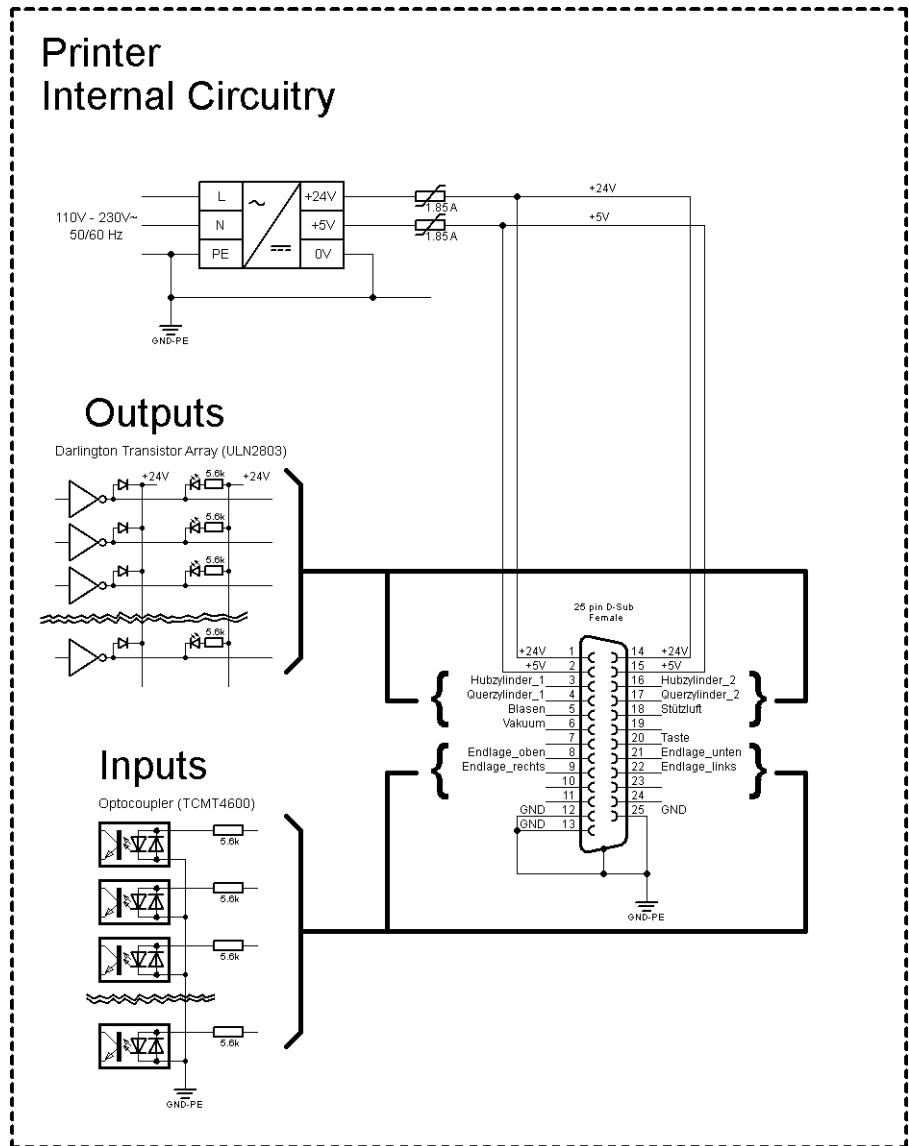 Printer
Internal Circuitry
110V - 230V~
50/60 Hz
L
N
PE
+24V
+5V
0V
1.85A
1.85A
+24V
+5V
GND-PE
Outputs
Darlington Transistor Array (ULN2803)
+24V
5.6k
+24V
5.6k
5.6k
5.6k
25 pin D-Sub
Female
+24V 1 14 +24V
+5V 2 15 +5V
Hubzylinder_1 3 16 Hubzylinder_2
Querzylinder_1 4 17 Querzylinder_2
Blasen 5 18 Stützluft
Vakuum 6 19
7 20 Taste
Endlage_oben 8 21 Endlage_unten
Endlage_rechts 9 22 Endlage_links
10 23
11 24
GND 12 25 GND
GND 13
GND-PE
Inputs
Optocoupler (TCMT4600)
5.6k
5.6k
5.6k
5.6k
GND-PE